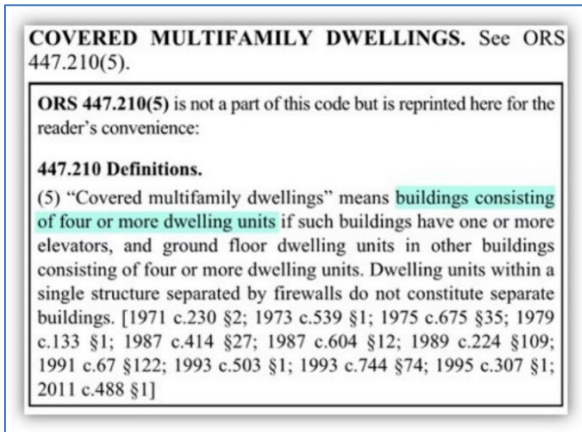 COVERED MULTIFAMILY DWELLINGS. See ORS
447.210(5).
ORS 447.210(5) is not a part of this code but is reprinted here for the
reader's convenience:
447.210 Definitions.
(5) “Covered multifamily dwellings” means buildings consisting
of four or more dwelling units if such buildings have one or more
elevators, and ground floor dwelling units in other buildings
consisting of four or more dwelling units. Dwelling units within a
single structure separated by firewalls do not constitute separate
buildings. [1971 c.230 §2; 1973 c.539 §1; 1975 c.675 §35; 1979
c.133 §1; 1987 c.414 §27; 1987 c.604 §12; 1989 c.224 §109;
1991 c.67 §122; 1993 c.503 §1; 1993 c.744 §74; 1995 c.307 §1;
2011 c.488 §1]